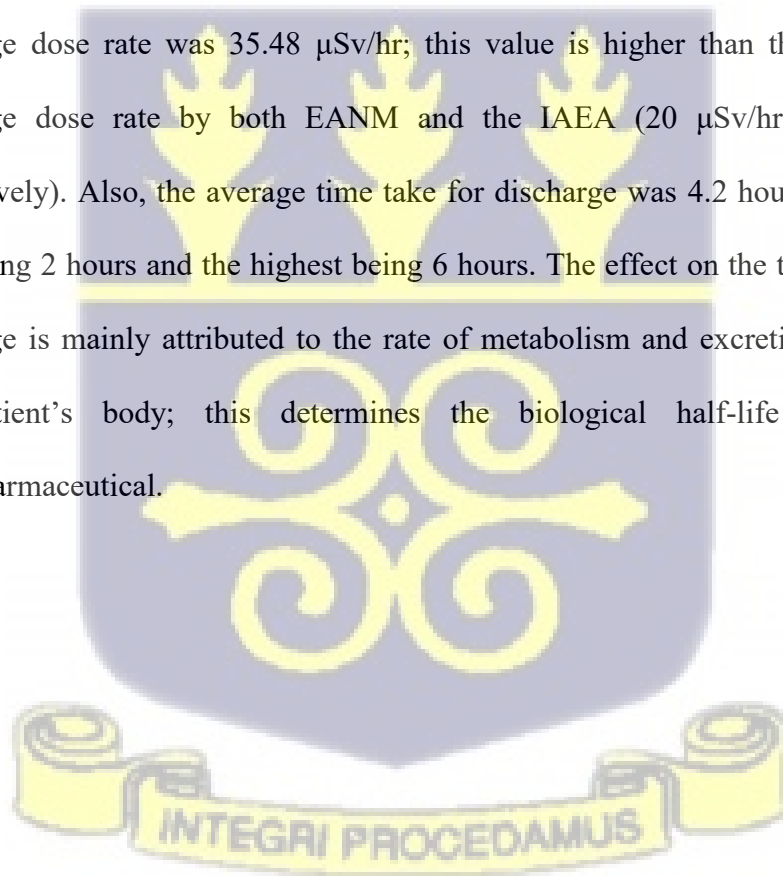 ge dose rate was 35.48 μSv/hr; this value is higher than th
ge dose rate by both EANM and the IAEA (20 μSv/hr
vely). Also, the average time take for discharge was 4.2 hou
ng 2 hours and the highest being 6 hours. The effect on the t
ge is mainly attributed to the rate of metabolism and excreti
tient’s body; this determines the biological half-life
armaceutical.
INTEGRI PROCEDAMUS